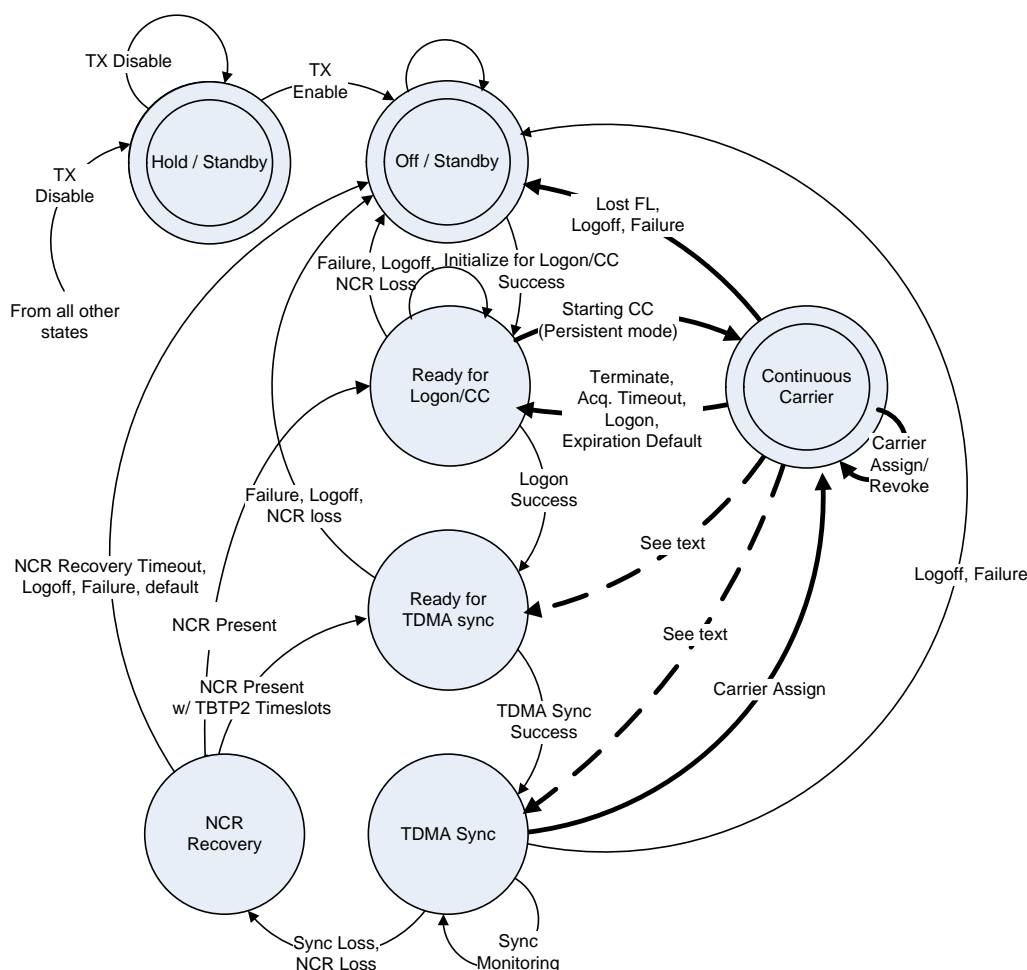 TX Disable
TX
Enable
Hold / Standby
Off / Standby
TX
Disable
From all other
states
Lost FL,
Logoff, Failure
Failure, Logoff,
NCR Loss
Initialize for Logon/CC
Success
Starting CC
(Persistent mode)
Ready for
Logon/CC
Continuous
Carrier
Terminate,
Acq. Timeout,
Logon,
Expiration Default
Carrier
Assign/
Revoke
Logon
Success
Failure, Logoff,
NCR loss
See text
NCR Recovery Timeout,
Logoff, Failure, default
Logoff, Failure
Ready for
TDMA sync
NCR Present
See text
NCR Present
w/ TBTP2 Timeslots
Carrier Assign
TDMA Sync
Success
NCR
Recovery
TDMA Sync
Sync Loss,
NCR Loss
Sync
Monitoring